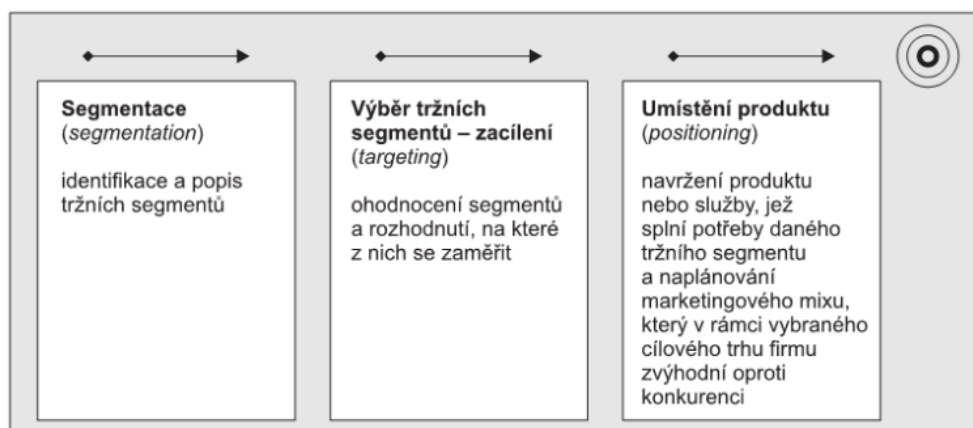 Segmentace
(segmentation)
identifikace a popis
tržních segmentů
Výběr tržních
segmentů – zacílení
(targeting)
ohodnocení segmentů
a rozhodnutí, na které
z nich se zaměřit
Umístění produktu
(positioning)
navržení produktu
nebo služby, jež
splní potřeby daného
tržního segmentu
a naplánování
marketingového mixu,
který v rámci vybraného
cílového trhu firmu
zvýhodní oproti
konkurenci